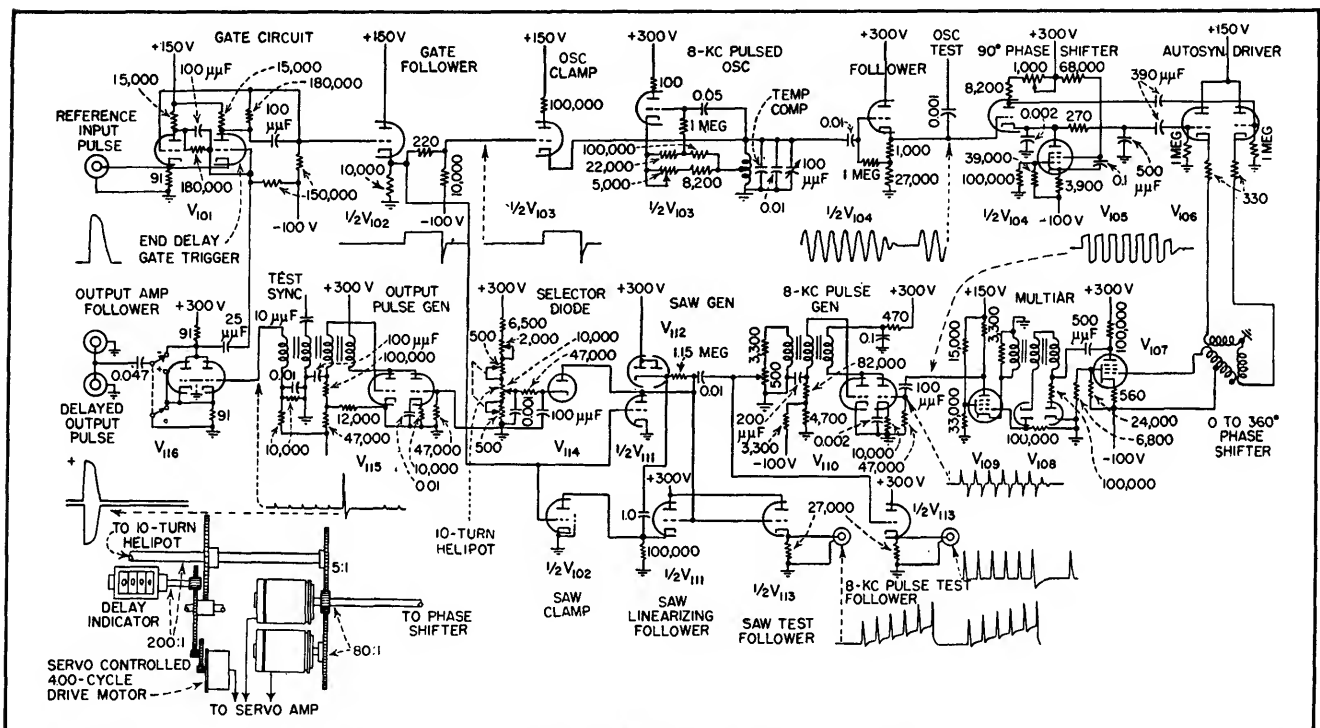 GATE CIRCUIT
+150V
100 μμF
15,000
15,000
180,000
100
μμF
REFERENCE
INPUT
PULSE
91
180,000
150,000
V101
-100 V
END DELAY
GATE TRIGGER
+150V
GATE
FOLLOWER
220
10,000
10,000
-100 V
1/2V102
OSC
CLAMP
+150V
100,000
1/2V103
+300V
8-KC PULSED
OSC
100
0.05
1 MEG
100,000
22,000
5,000
8,200
TEMP
COMP
100
μμF
0.01
1/2V103
+300V
FOLLOWER
0.01
1,000
1 MEG
27,000
1/2V104
OSC
TEST
0.001
90° PHASE SHIFTER
+300V
1,000
68,000
8,200
0.002
270
39,000
100,000
3,900
0.1
500
μμF
-100 V
1/2V104
V105
390
μμF
+150V
AUTOSYN DRIVER
1 MEG
1 MEG
330
V106
OUTPUT AMP
FOLLOWER
+300 V
91
25
μμF
0.047
DELAYED
OUTPUT
PULSE
91
V116
TEST
SYNC
10 μμF
0.01
10,000
+300V
OUTPUT
PULSE GEN
100 μμF
100,000
12,000
47,000
V115
47,000
10,000
0.01
+300V
SELECTOR
DIODE
6,500
2,000
500
10,000
47,000
0.001
100 μμF
500
V114
10-TURN
HELIPOT
SAW GEN
+300V
V112
1.15 MEG
0.01
1/2V111
8-KC PULSE
GEN
+300 V
470
0.1
3,300
500
82,000
200
μμF
3,300
4,700
0.002
-100V
V110
10,000
47,000
100
μμF
+150V
MULTIAR
15,000
3,300
33,000
V109
V108
100,000
500
μμF
+300 V
100,000
V107
560
24,000
6,800
-100 V
100,000
0 TO 360°
PHASE
SHIFTER
1/2V102
SAW
CLAMP
+300V
1.0
100,000
1/2V111
SAW
LINEARIZING
FOLLOWER
27,000
1/2V113
SAW TEST
FOLLOWER
+300 V
1/2V113
8-KC PULSE TEST
FOLLOWER
+
TO 10-TURN
HELIPOT
DELAY
INDICATOR
200:1
5:1
TO PHASE
SHIFTER
80:1
SERVO CONTROLLED
400-CYCLE
DRIVE MOTOR
TO SERVO AMP